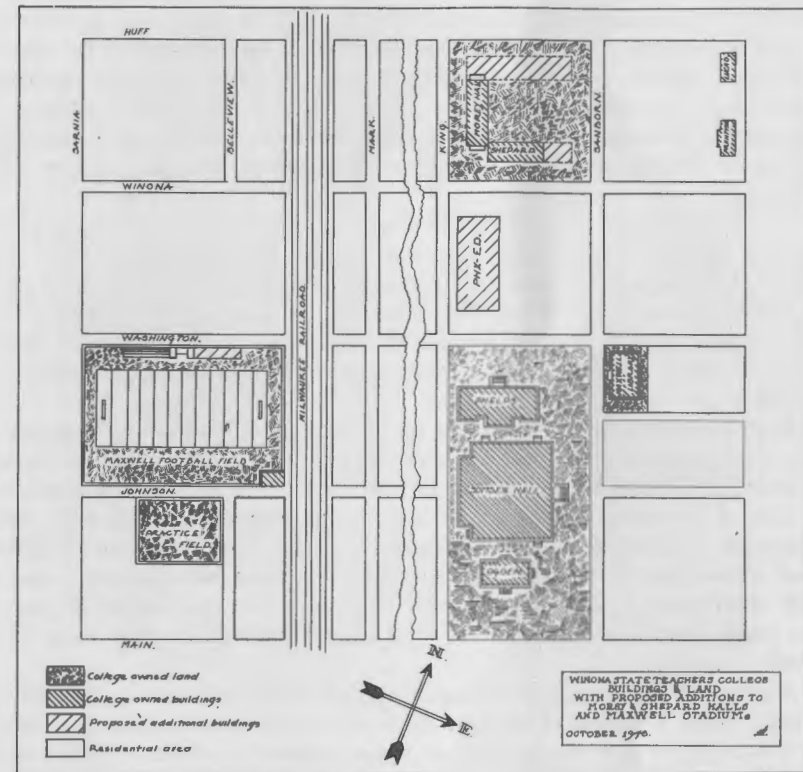 HUFF
SARNIA
BELLEVIEW.
MARK.
KING.
SANBORN.
MOREY HALL
SHEPARD
WINONA
MILWAUKEE RAILROAD
PHY-ED.
WASHINGTON.
MAXWELL FOOTBALL FIELD
SOMSEN HALL
JOHNSON.
PRACTICE
FIELD.
MAIN.
N.
E.
College owned land
College owned buildings
Proposed additional buildings
Residential area
WINONA STATE TEACHERS COLLEGE
BUILDINGS & LAND
WITH PROPOSED ADDITIONS TO
MOREY & SHEPARD HALLS
AND MAXWELL STADIUM.
OCTOBER